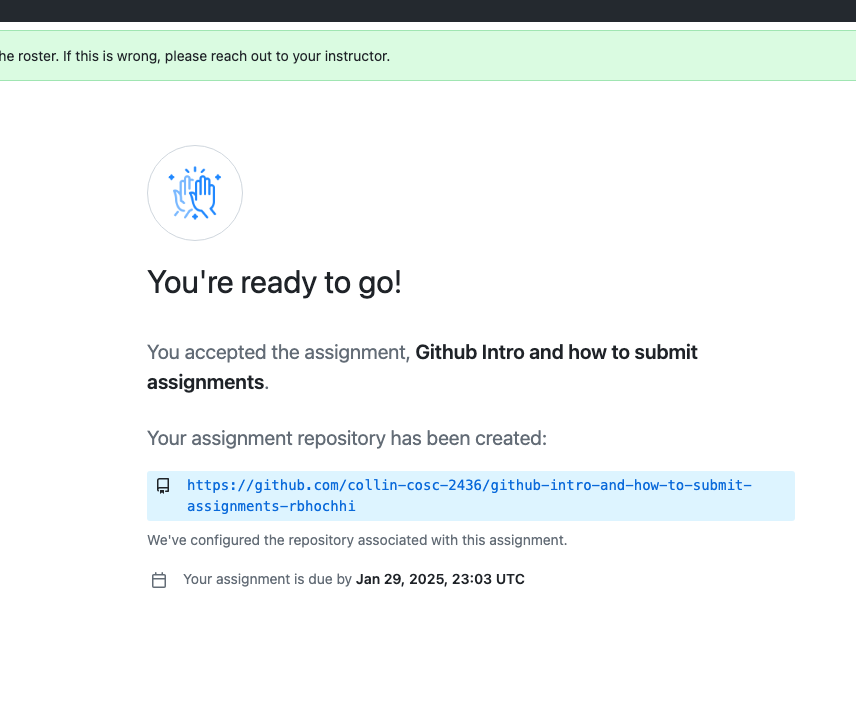 he roster. If this is wrong, please reach out to your instructor.
You're ready to go!
You accepted the assignment, Github Intro and how to submit
assignments.
Your assignment repository has been created:
https://github.com/collin-cosc-2436/github-intro-and-how-to-submit-
assignments-rbhochhi
We've configured the repository associated with this assignment.
Your assignment is due by Jan 29, 2025, 23:03 UTC